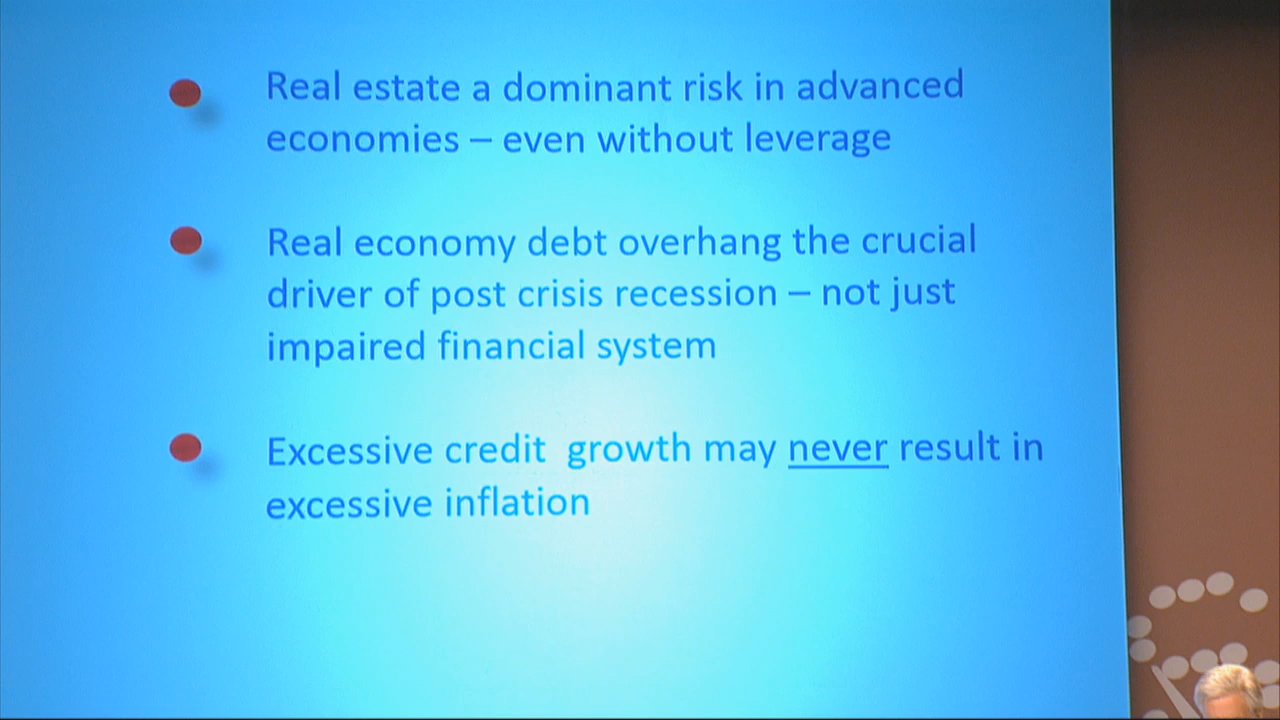 Real estate a dominant risk in advanced
economies – even without leverage
Real economy debt overhang the crucial
driver of post crisis recession – not just
impaired financial system
Excessive credit growth may never result in
excessive inflation